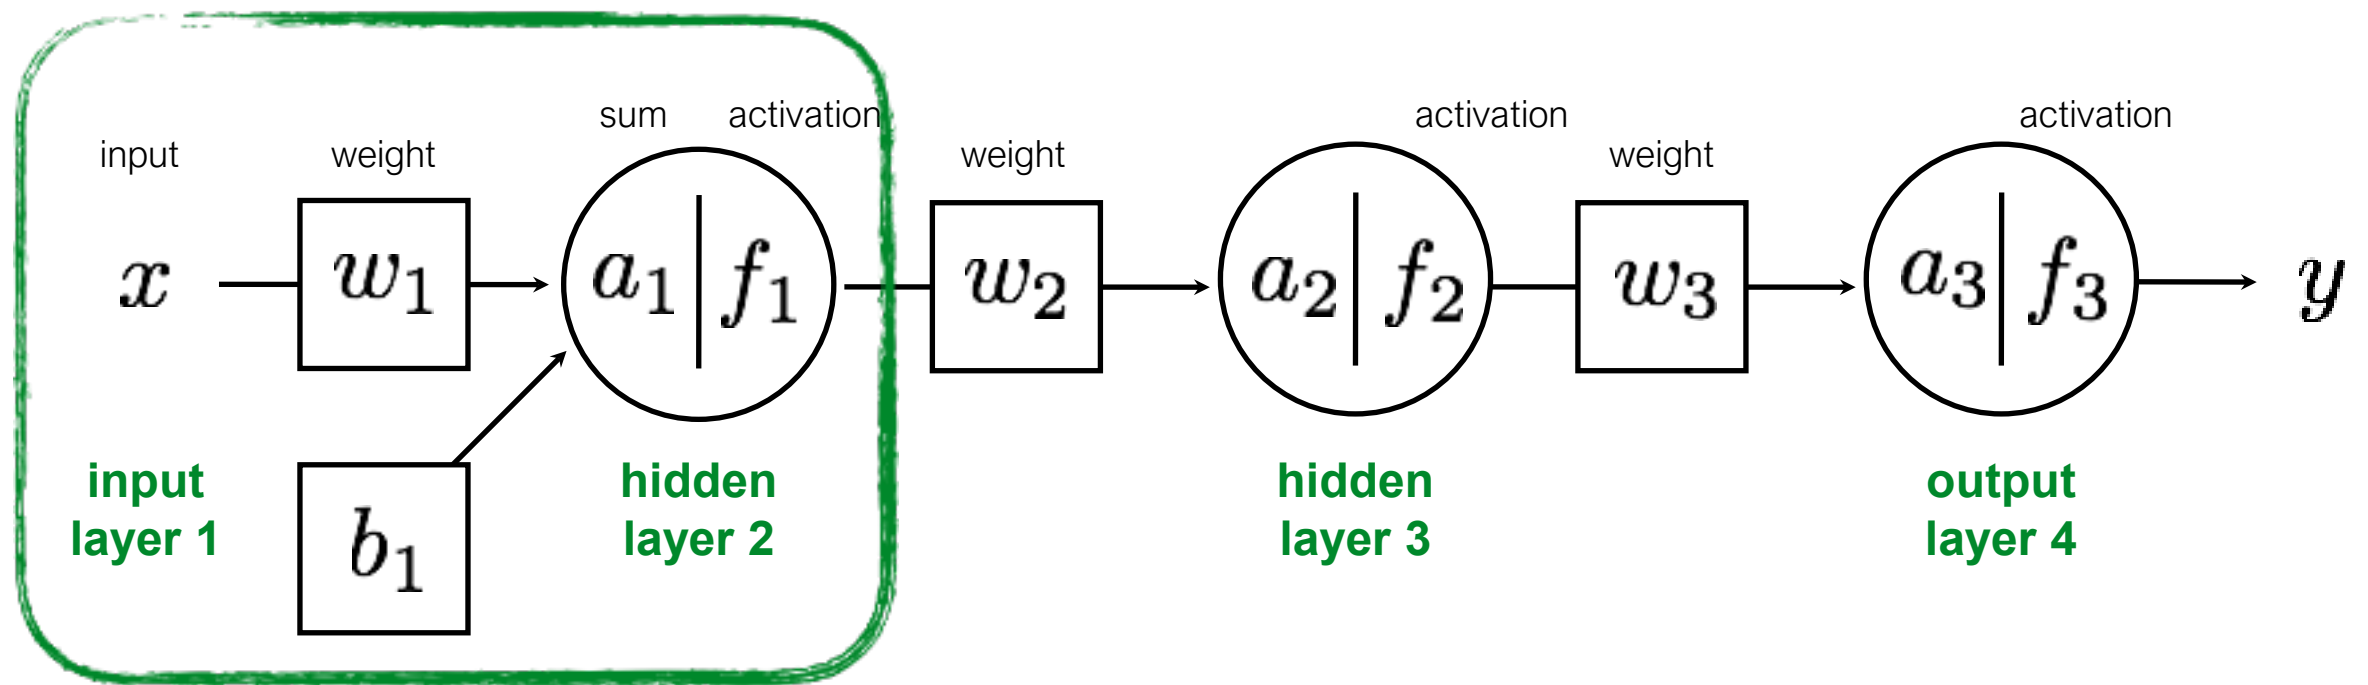 sum activation activation activation
input weight weight weight
x w₁ a₁ | f₁ w₂ a₂ | f₂ w₃ a₃ | f₃ y
input hidden hidden output
layer 1 layer 2 layer 3 layer 4
b₁